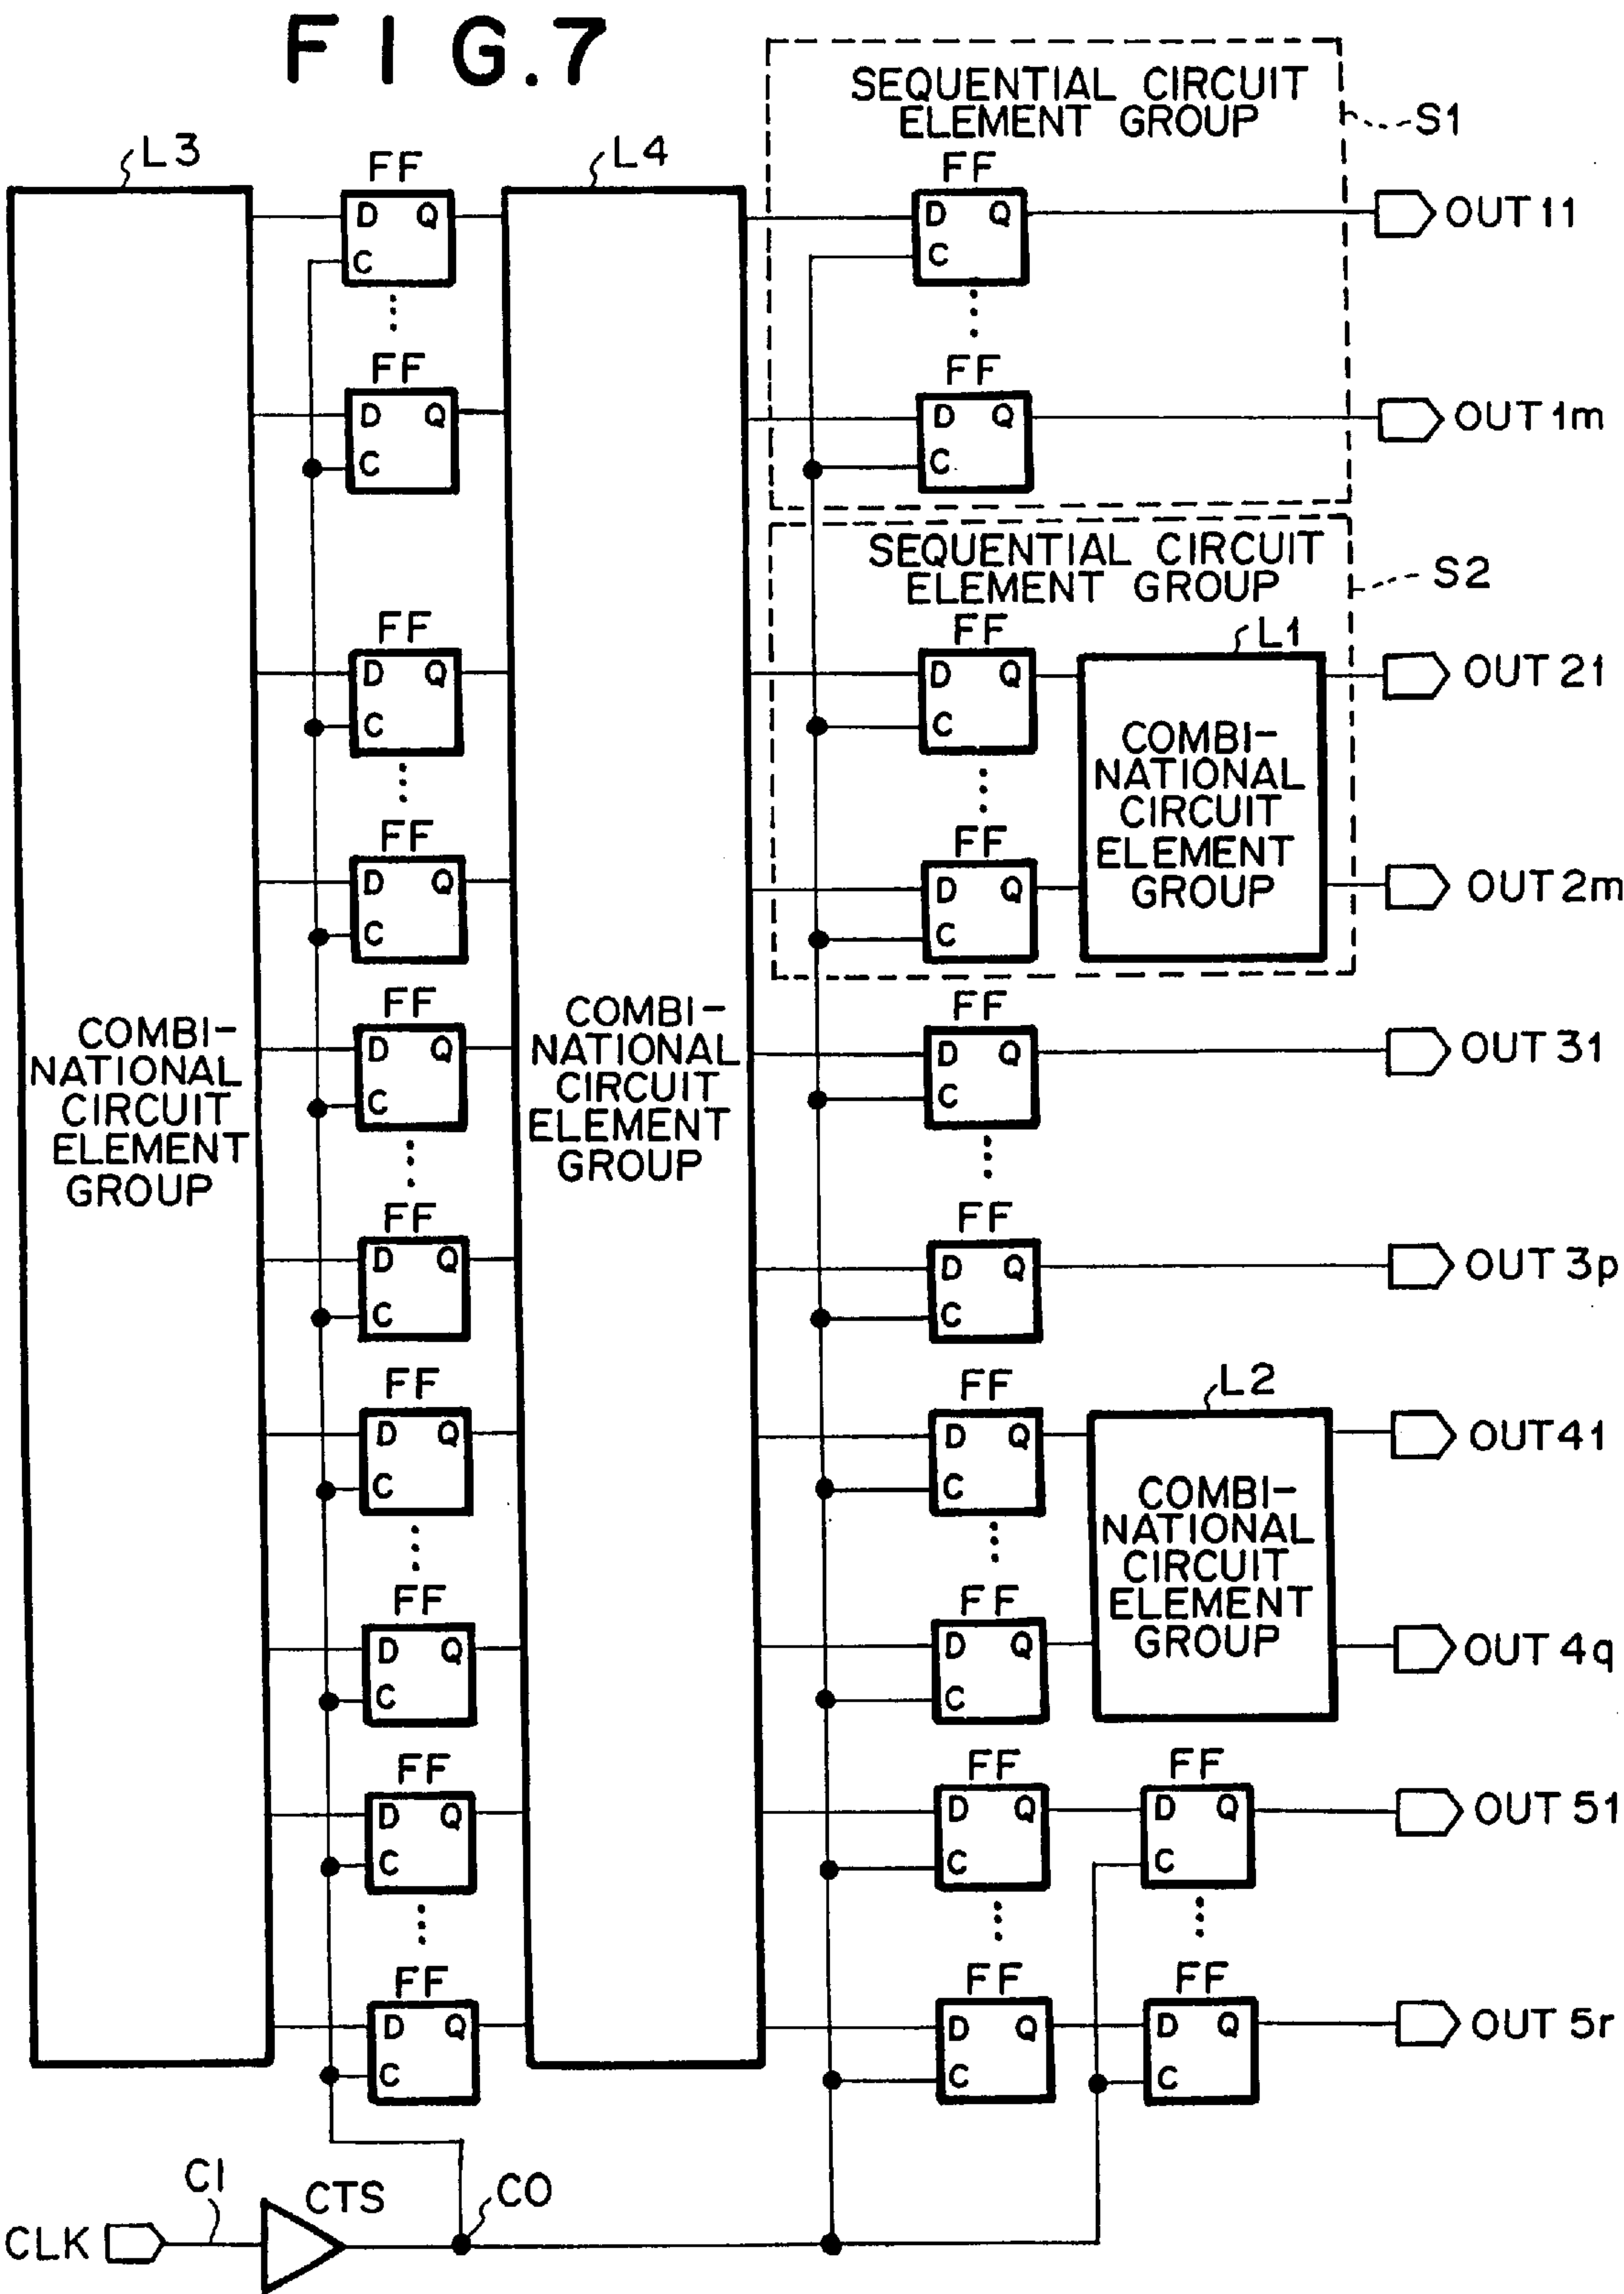 FIG.7
SEQUENTIAL CIRCUIT
ELEMENT GROUP
S1
L3
FF
L4
FF
D Q
C
D Q
C
OUT 11
FF
FF
D Q
C
D Q
C
OUT 1m
SEQUENTIAL CIRCUIT
ELEMENT GROUP
S2
FF
FF
L1
D Q
C
D Q
C
OUT 21
COMBI-
NATIONAL
CIRCUIT
ELEMENT
GROUP
FF
FF
D Q
C
D Q
C
OUT 2m
COMBI-
NATIONAL
CIRCUIT
ELEMENT
GROUP
FF
D Q
C
COMBI-
NATIONAL
CIRCUIT
ELEMENT
GROUP
FF
D Q
C
OUT 31
FF
FF
D Q
C
D Q
C
OUT 3p
FF
FF
L2
D Q
C
D Q
C
OUT41
COMBI-
NATIONAL
CIRCUIT
ELEMENT
GROUP
FF
FF
D Q
C
D Q
C
OUT 4q
FF
FF
FF
D Q
C
D Q
C
D Q
C
OUT 51
FF
FF
FF
D Q
C
D Q
C
D Q
C
OUT 5r
CI
CTS
CO
CLK